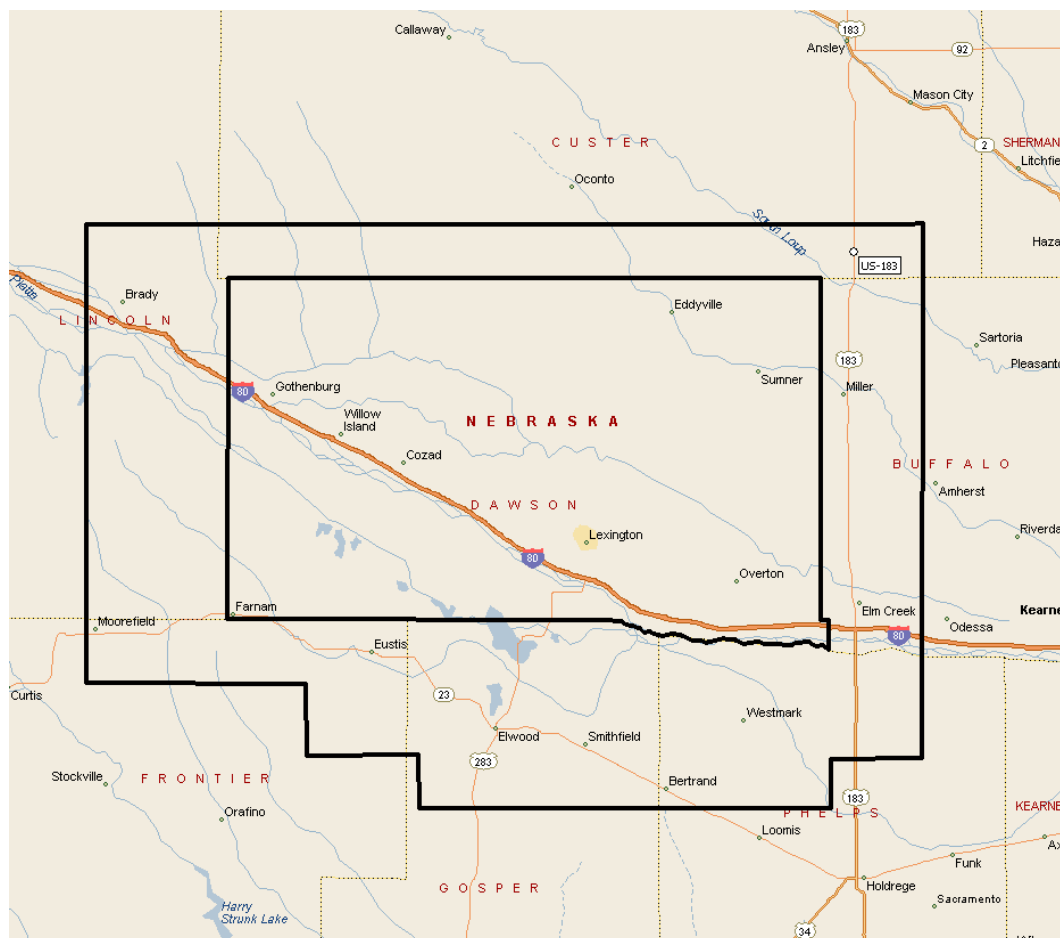 183
Callaway
Ansley
92
Mason City
CUSTER
2
SHERMAN
Litchfie
Oconto
South Loup
Haza
US-183
Platte
Brady
LINCOLN
Eddyville
Sartoria
Pleasanto
183
Sumner
Miller
80
Gothenburg
Willow
Island
NEBRASKA
Cozad
BUFFALO
Amherst
DAWSON
Lexington
Riverda
80
Overton
Farnam
Elm Creek
Kearne
Moorefield
Odessa
80
Eustis
Curtis
23
Westmark
Elwood
Smithfield
283
Stockville
FRONTIER
Bertrand
183
Orafino
PHELPS
KEARNE
Loomis
Ax
Funk
GOSPER
Holdrege
Harry
Strunk Lake
Sacramento
34